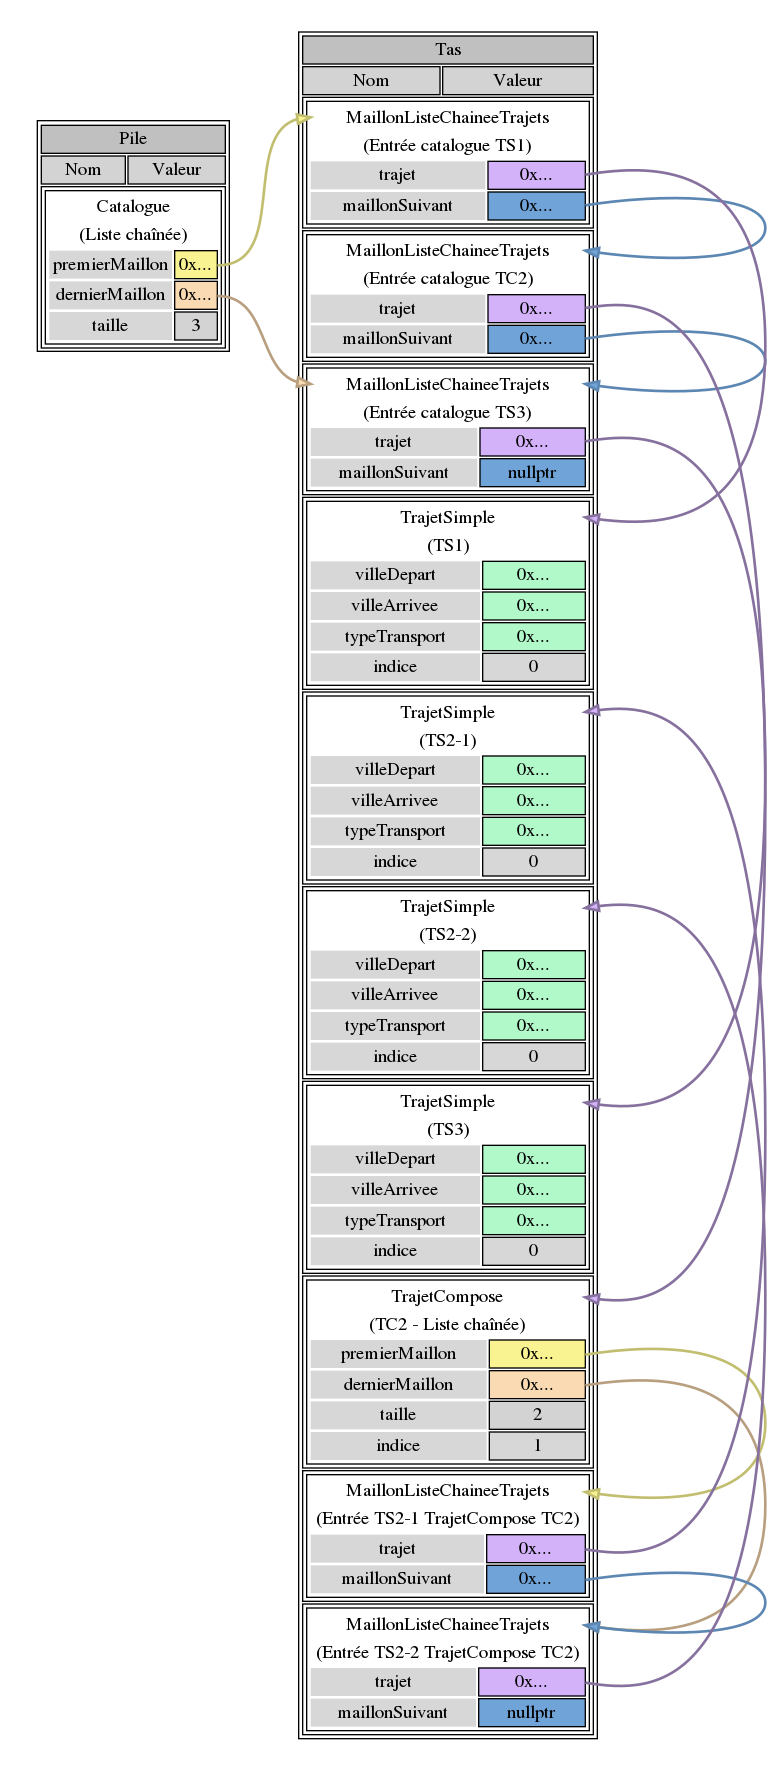 Pile
Nom Valeur
Catalogue
(Liste chaînée)
premierMaillon 0x...
dernierMaillon 0x...
taille 3
Tas
Nom Valeur
MaillonListeChaineeTrajets
(Entrée catalogue TS1)
trajet 0x...
maillonSuivant 0x...
MaillonListeChaineeTrajets
(Entrée catalogue TC2)
trajet 0x...
maillonSuivant 0x...
MaillonListeChaineeTrajets
(Entrée catalogue TS3)
trajet 0x...
maillonSuivant nullptr
TrajetSimple
(TS1)
villeDepart 0x...
villeArrivee 0x...
typeTransport 0x...
indice 0
TrajetSimple
(TS2-1)
villeDepart 0x...
villeArrivee 0x...
typeTransport 0x...
indice 0
TrajetSimple
(TS2-2)
villeDepart 0x...
villeArrivee 0x...
typeTransport 0x...
indice 0
TrajetSimple
(TS3)
villeDepart 0x...
villeArrivee 0x...
typeTransport 0x...
indice 0
TrajetCompose
(TC2 - Liste chaînée)
premierMaillon 0x...
dernierMaillon 0x...
taille 2
indice 1
MaillonListeChaineeTrajets
(Entrée TS2-1 TrajetCompose TC2)
trajet 0x...
maillonSuivant 0x...
MaillonListeChaineeTrajets
(Entrée TS2-2 TrajetCompose TC2)
trajet 0x...
maillonSuivant nullptr